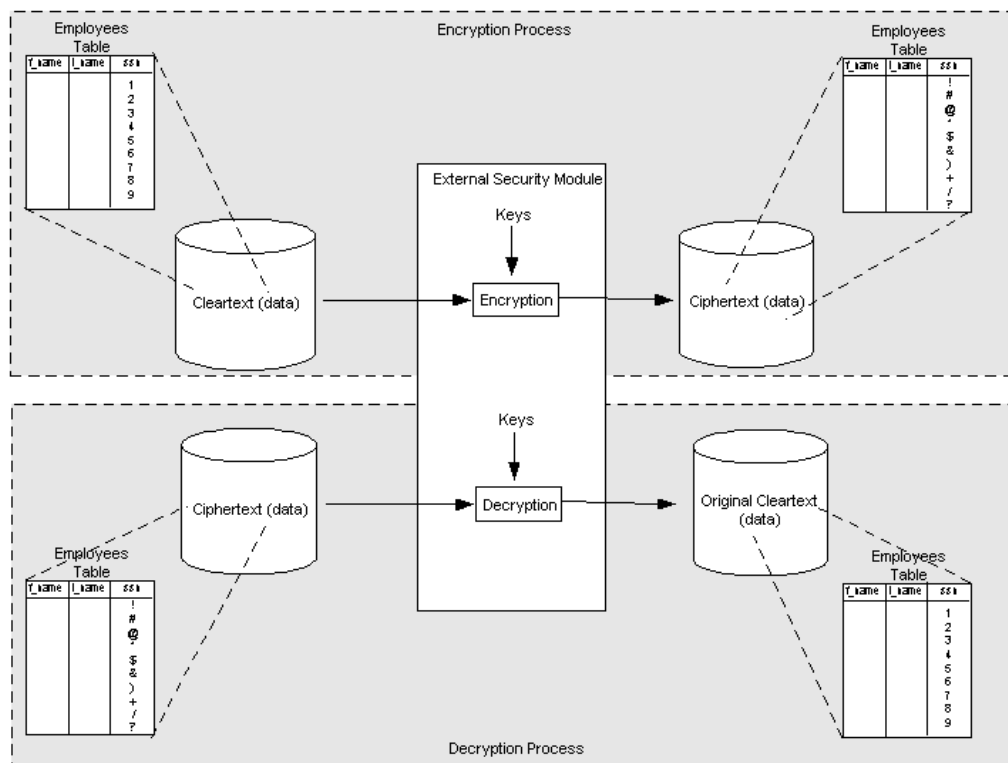 Encryption Process
Employees
Table
f_name l_name ssn
1
2
3
4
5
6
7
8
9
Cleartext (data)
External Security Module
Keys
Encryption
Employees
Table
f_name l_name ssn
!
#
@
*
$
&
)
+
/
?
Ciphertext (data)
Ciphertext (data)
Employees
Table
f_name l_name ssn
!
#
@
*
$
&
)
+
/
?
Keys
Decryption
Original Cleartext
(data)
Employees
Table
f_name l_name ssn
1
2
3
4
5
6
7
8
9
Decryption Process